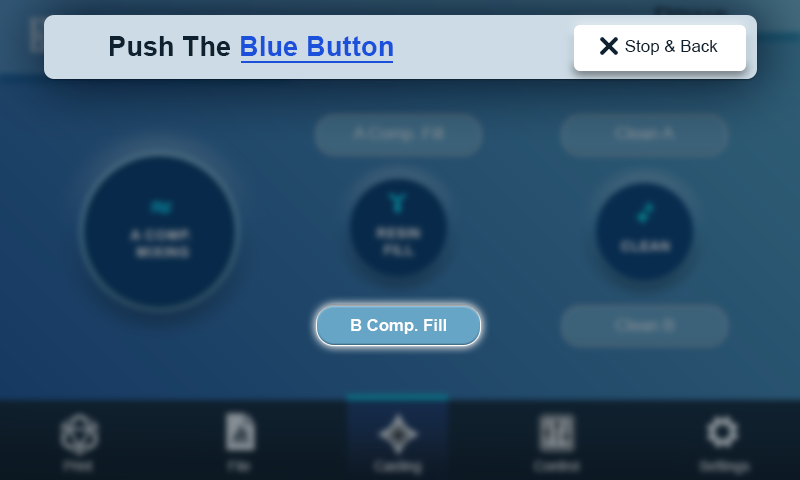 Push The Blue Button
Stop & Back
A Comp. Fill
Clean A
A COMP.
MIXING
RESIN
FILL
CLEAN
B Comp. Fill
Clean B
Print
File
Casting
Control
Settings